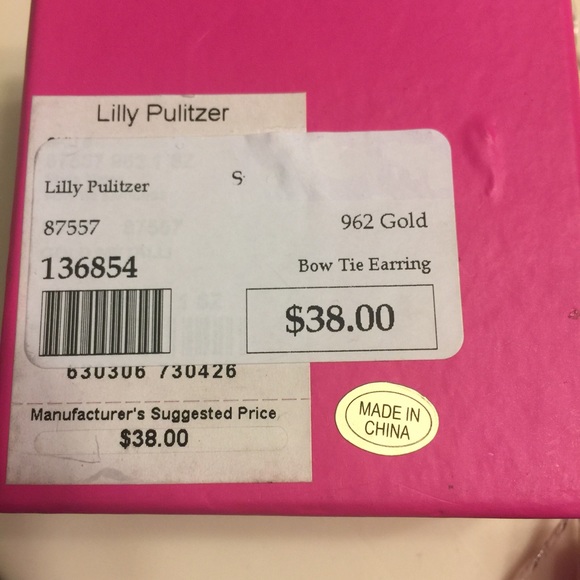 Lilly Pulitzer
Lilly Pulitzer S
87557 962 Gold
136854 Bow Tie Earring
$38.00
630306 730426
Manufacturer's Suggested Price
$38.00
MADE IN
CHINA